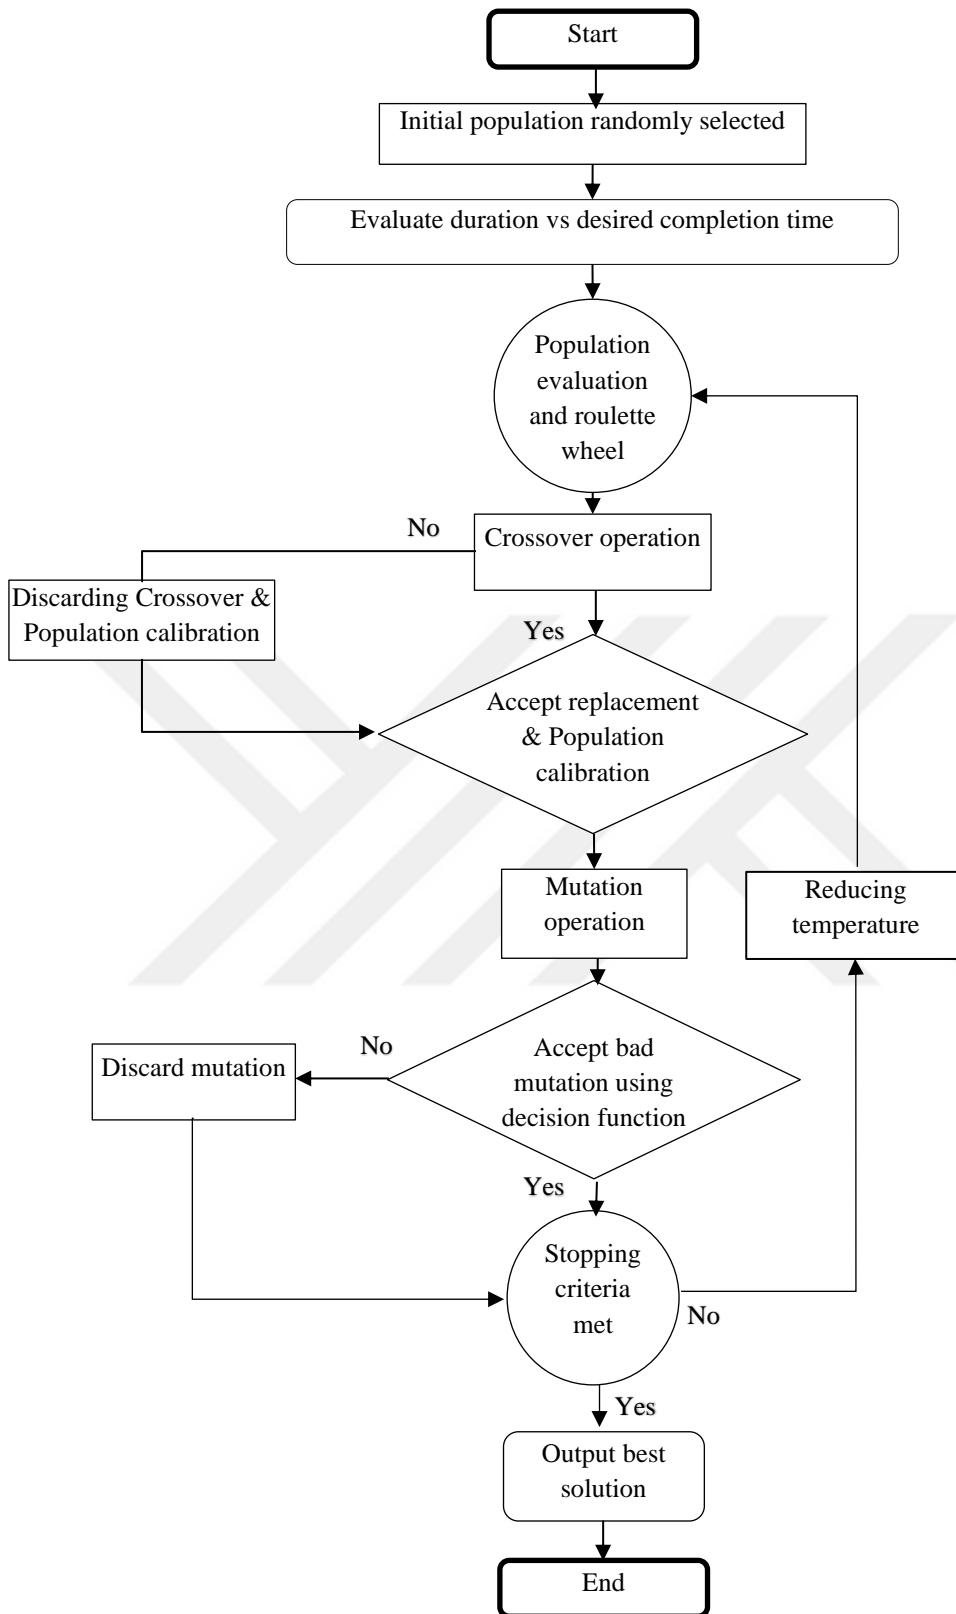 Start
Initial population randomly selected
Evaluate duration vs desired completion time
Population
evaluation
and roulette
wheel
No
Crossover operation
Discarding Crossover &
Population calibration
Yes
Accept replacement
& Population
calibration
Mutation
operation
Reducing
temperature
No
Discard mutation
Accept bad
mutation using
decision function
Yes
Stopping
criteria
met
No
Yes
Output best
solution
End